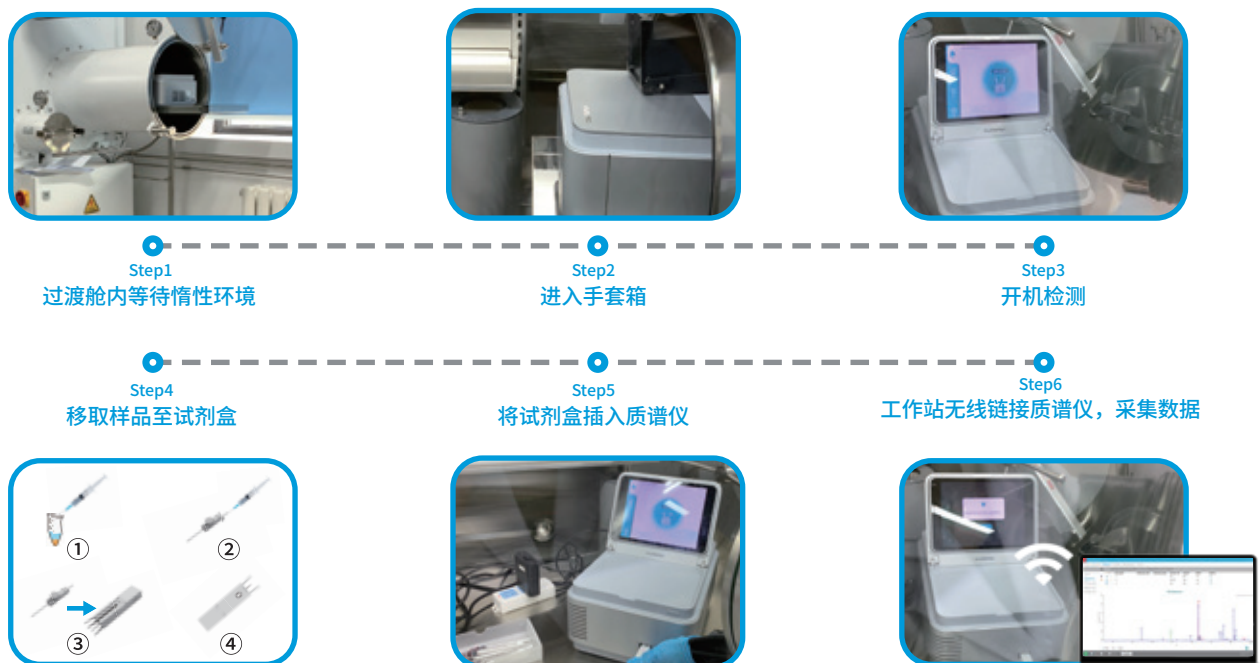 Step1
过渡舱内等待惰性环境
Step2
进入手套箱
Step3
开机检测
Step4
移取样品至试剂盒
Step5
将试剂盒插入质谱仪
Step6
工作站无线链接质谱仪，采集数据
①
②
③
④